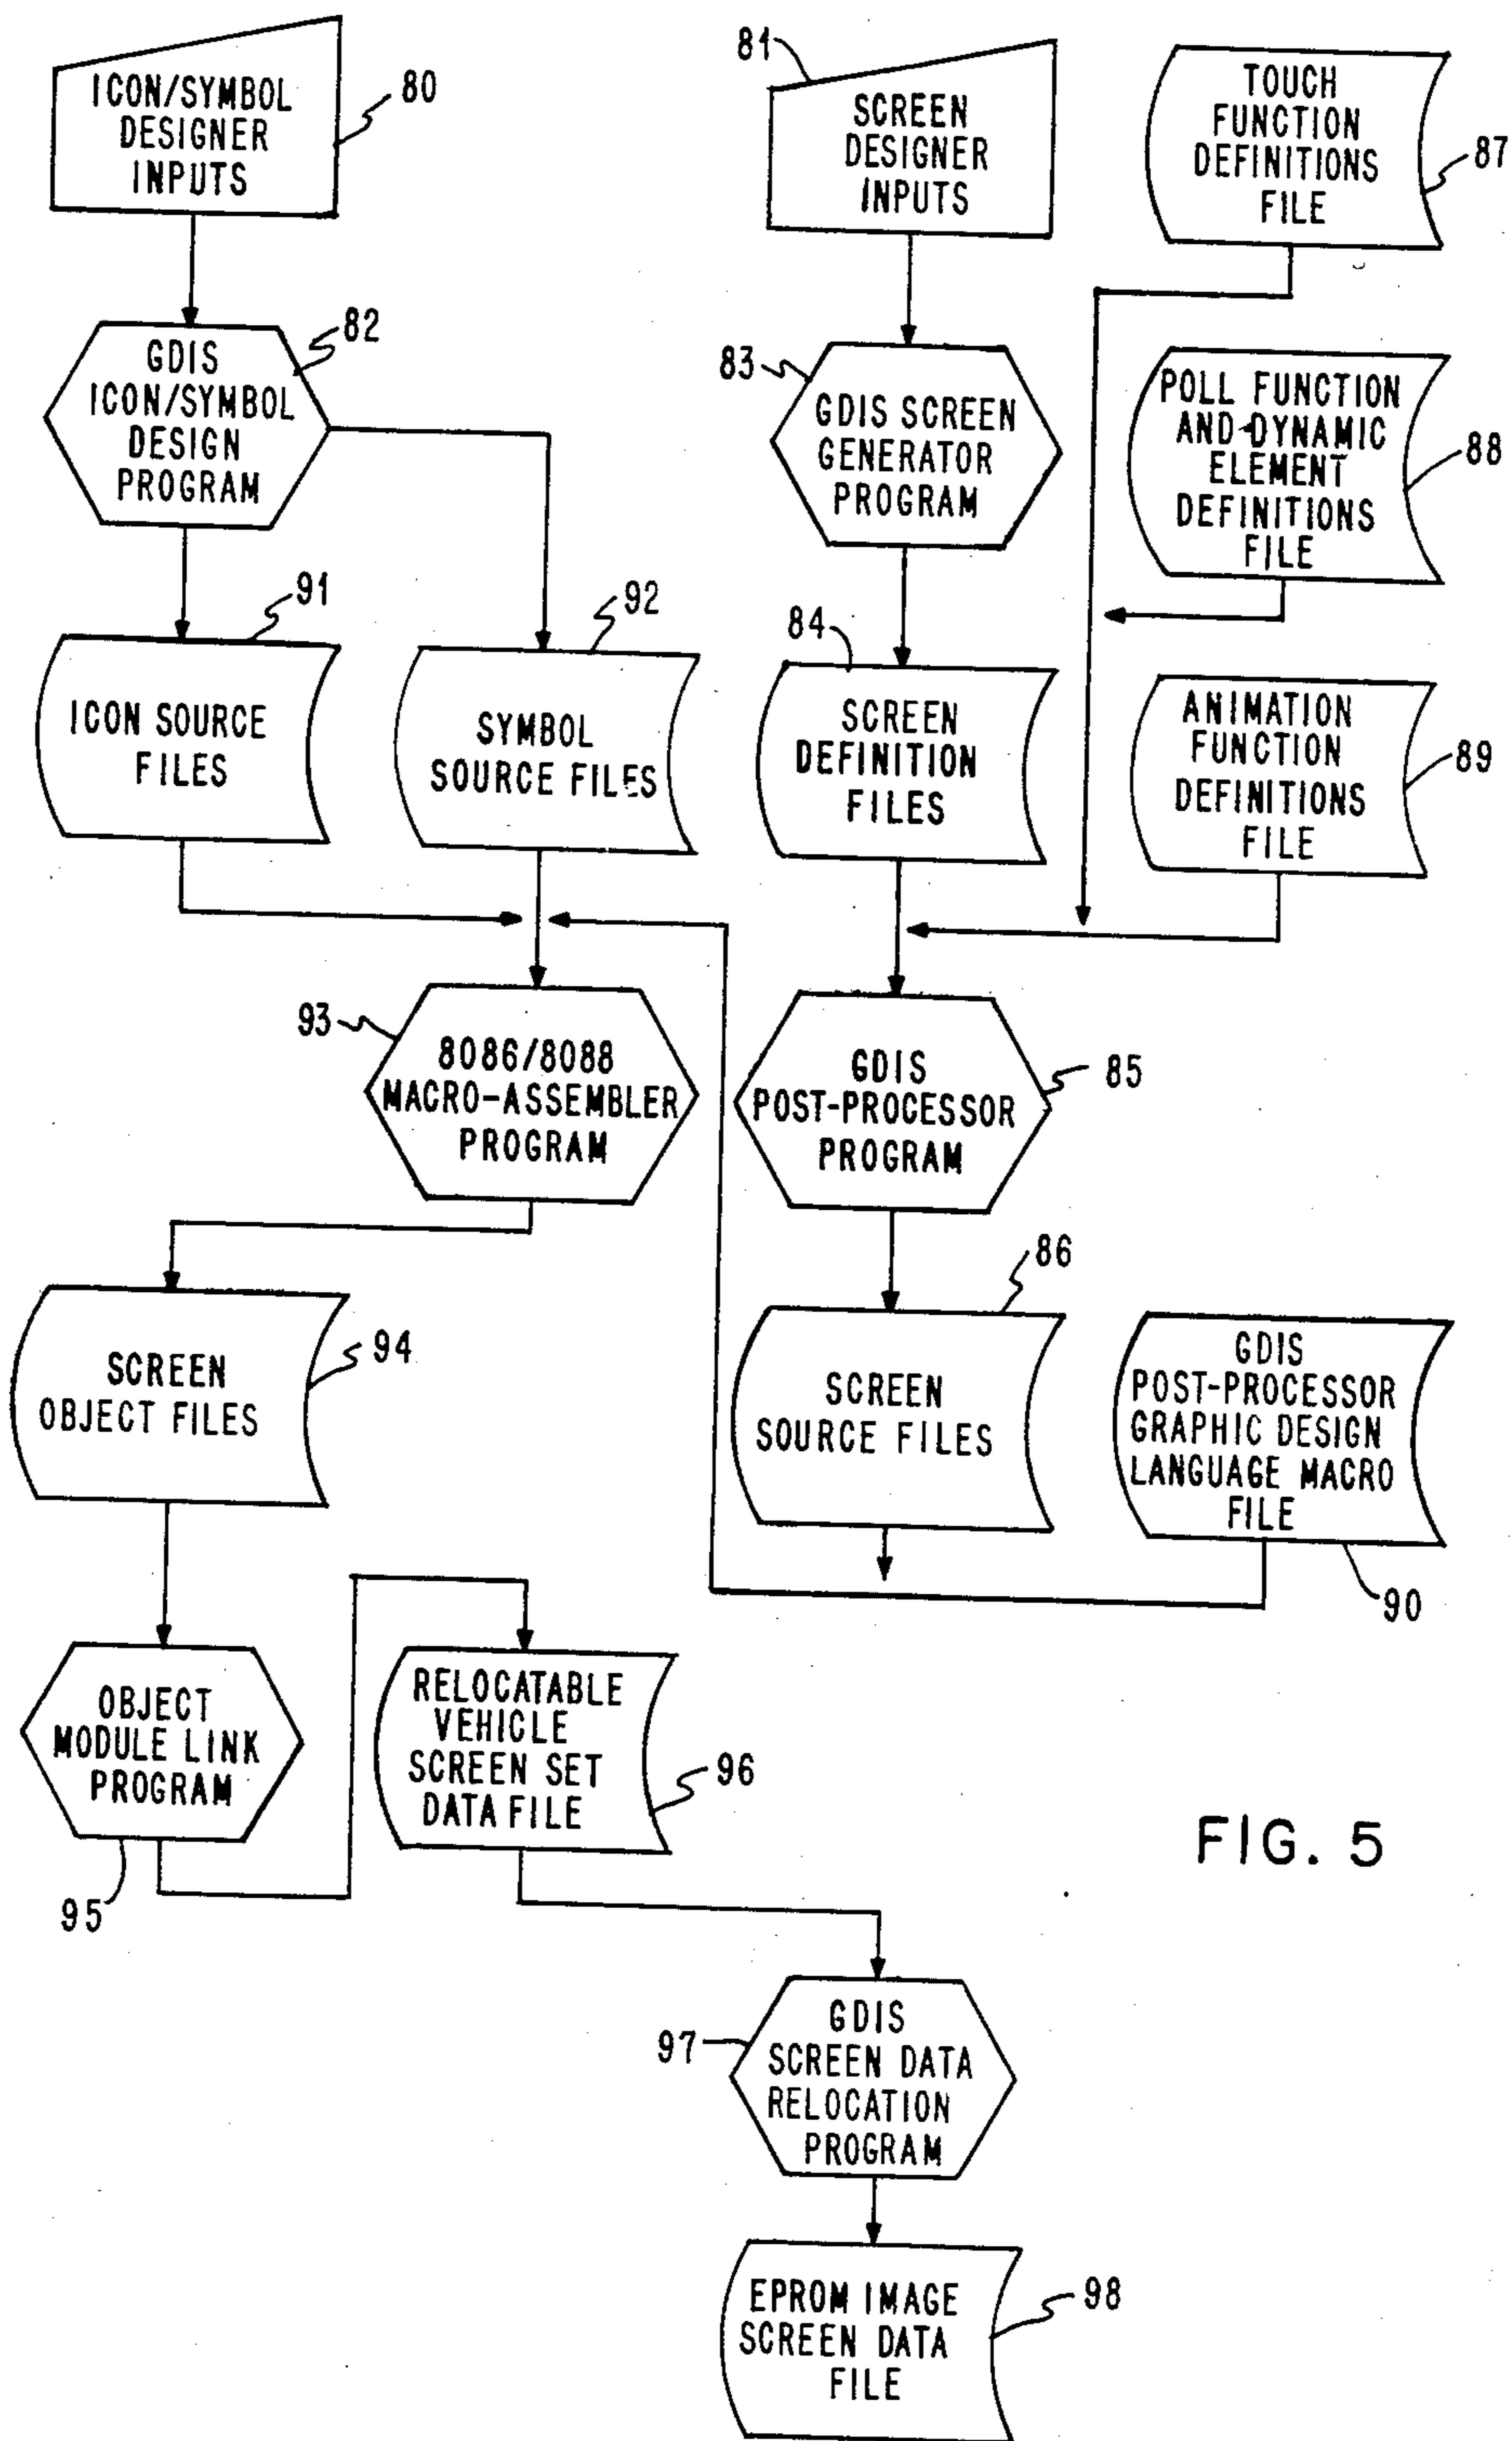 ICON/SYMBOL
DESIGNER
INPUTS
80
81
SCREEN
DESIGNER
INPUTS
TOUCH
FUNCTION
DEFINITIONS
FILE
87
GDIS
ICON/SYMBOL
DESIGN
PROGRAM
82
83
GDIS SCREEN
GENERATOR
PROGRAM
POLL FUNCTION
AND DYNAMIC
ELEMENT
DEFINITIONS
FILE
88
91
ICON SOURCE
FILES
92
SYMBOL
SOURCE FILES
84
SCREEN
DEFINITION
FILES
ANIMATION
FUNCTION
DEFINITIONS
FILE
89
93
8086/8088
MACRO-ASSEMBLER
PROGRAM
GDIS
POST-PROCESSOR
PROGRAM
85
SCREEN
OBJECT FILES
94
86
SCREEN
SOURCE FILES
GDIS
POST-PROCESSOR
GRAPHIC DESIGN
LANGUAGE MACRO
FILE
90
OBJECT
MODULE LINK
PROGRAM
95
RELOCATABLE
VEHICLE
SCREEN SET
DATA FILE
96
FIG. 5
97
GDIS
SCREEN DATA
RELOCATION
PROGRAM
EPROM IMAGE
SCREEN DATA
FILE
98